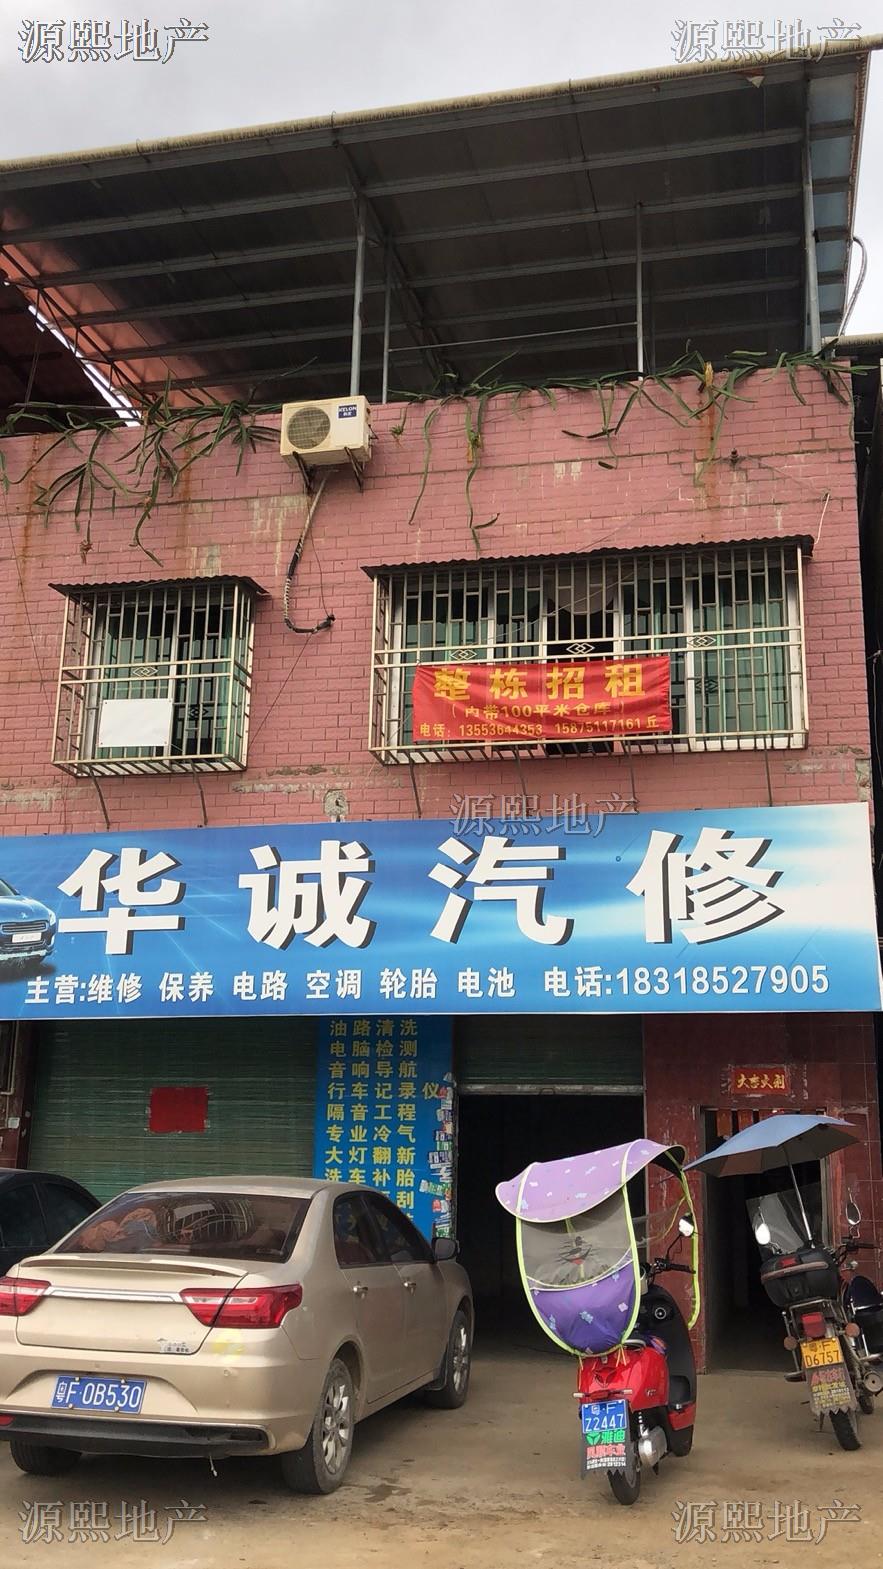 源熙地产
源熙地产
KELON
整栋招租
（内带100平米仓库）
电话：13553644353 15875117161 丘
源熙地产
华诚汽修
主营:维修 保养 电路 空调 轮胎 电池 电话:18318527905
油路清洗
电脑检测
音响导航
行车记录仪
隔音工程
专业冷气
大灯翻新
洗车补胎
大李火利
粤F·0B530
粤·F
Z2447
雅迪
粤·F
D6757
源熙地产
源熙地产